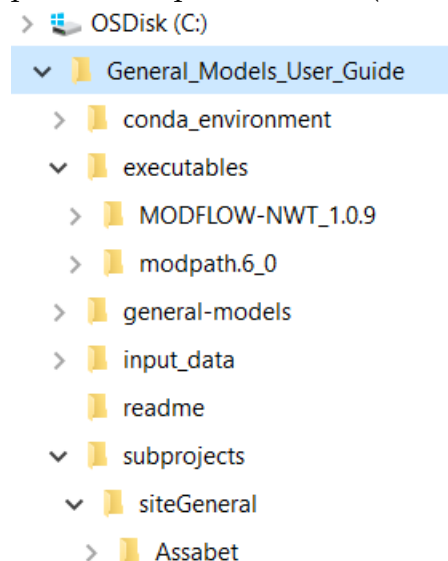 OSDisk (C:)
General_Models_User_Guide
conda_environment
executables
MODFLOW-NWT_1.0.9
modpath.6_0
general-models
input_data
readme
subprojects
siteGeneral
Assabet